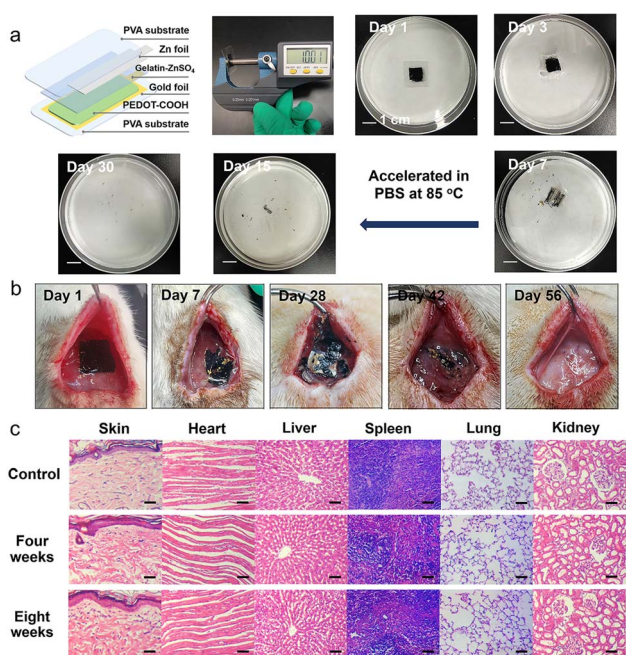 a
PVA substrate
Zn foil
Gelatin-ZnSO₄
Gold foil
PEDOT-COOH
PVA substrate
Day 1
1 cm
Day 3
Day 30
Day 15
Accelerated in
PBS at 85 °C
Day 7
b
Day 1
Day 7
Day 28
Day 42
Day 56
c
Skin Heart Liver Spleen Lung Kidney
Control
Four
weeks
Eight
weeks